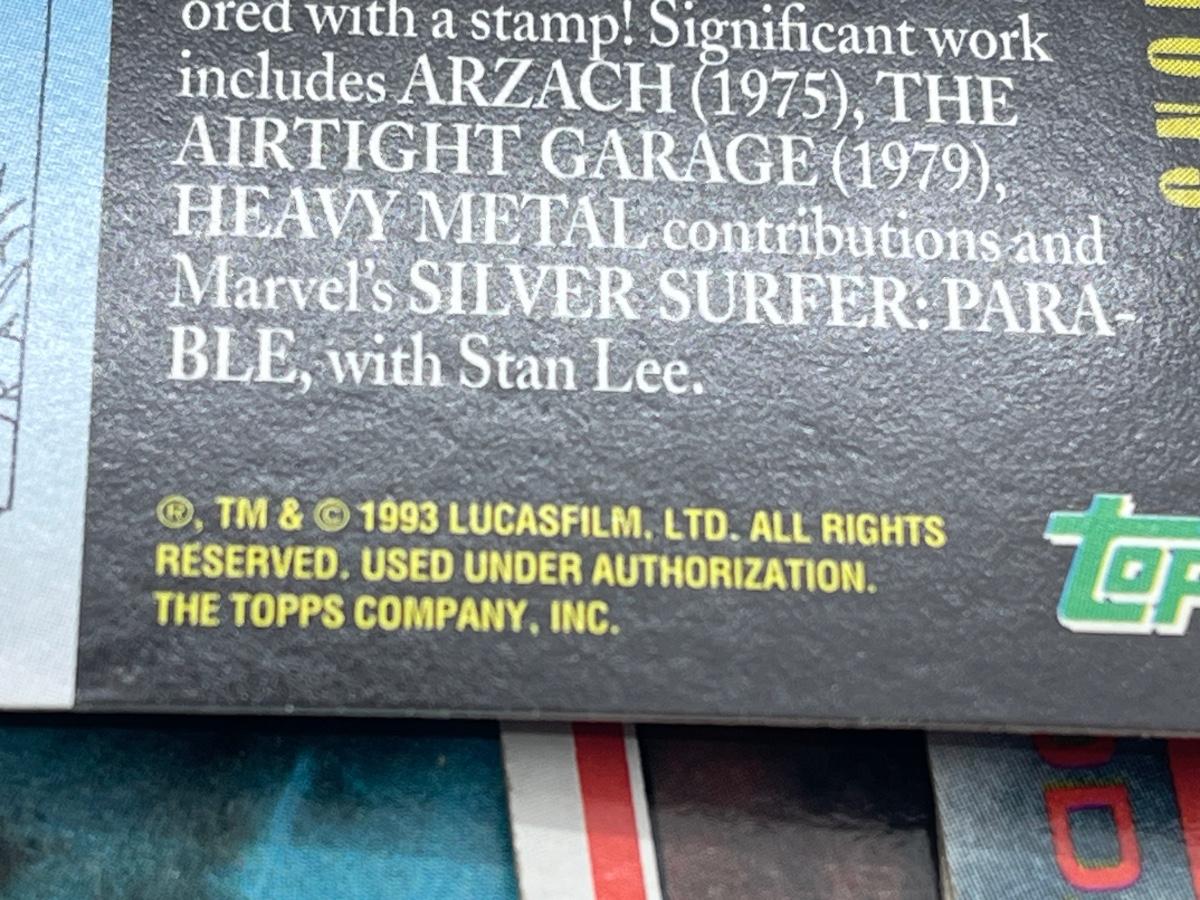 ored with a stamp! Significant work
includes ARZACH (1975), THE
AIRTIGHT GARAGE (1979),
HEAVY METAL contributions and
Marvel's SILVER SURFER: PARA-
BLE, with Stan Lee.
®, TM & © 1993 LUCASFILM, LTD. ALL RIGHTS
RESERVED. USED UNDER AUTHORIZATION.
THE TOPPS COMPANY, INC.